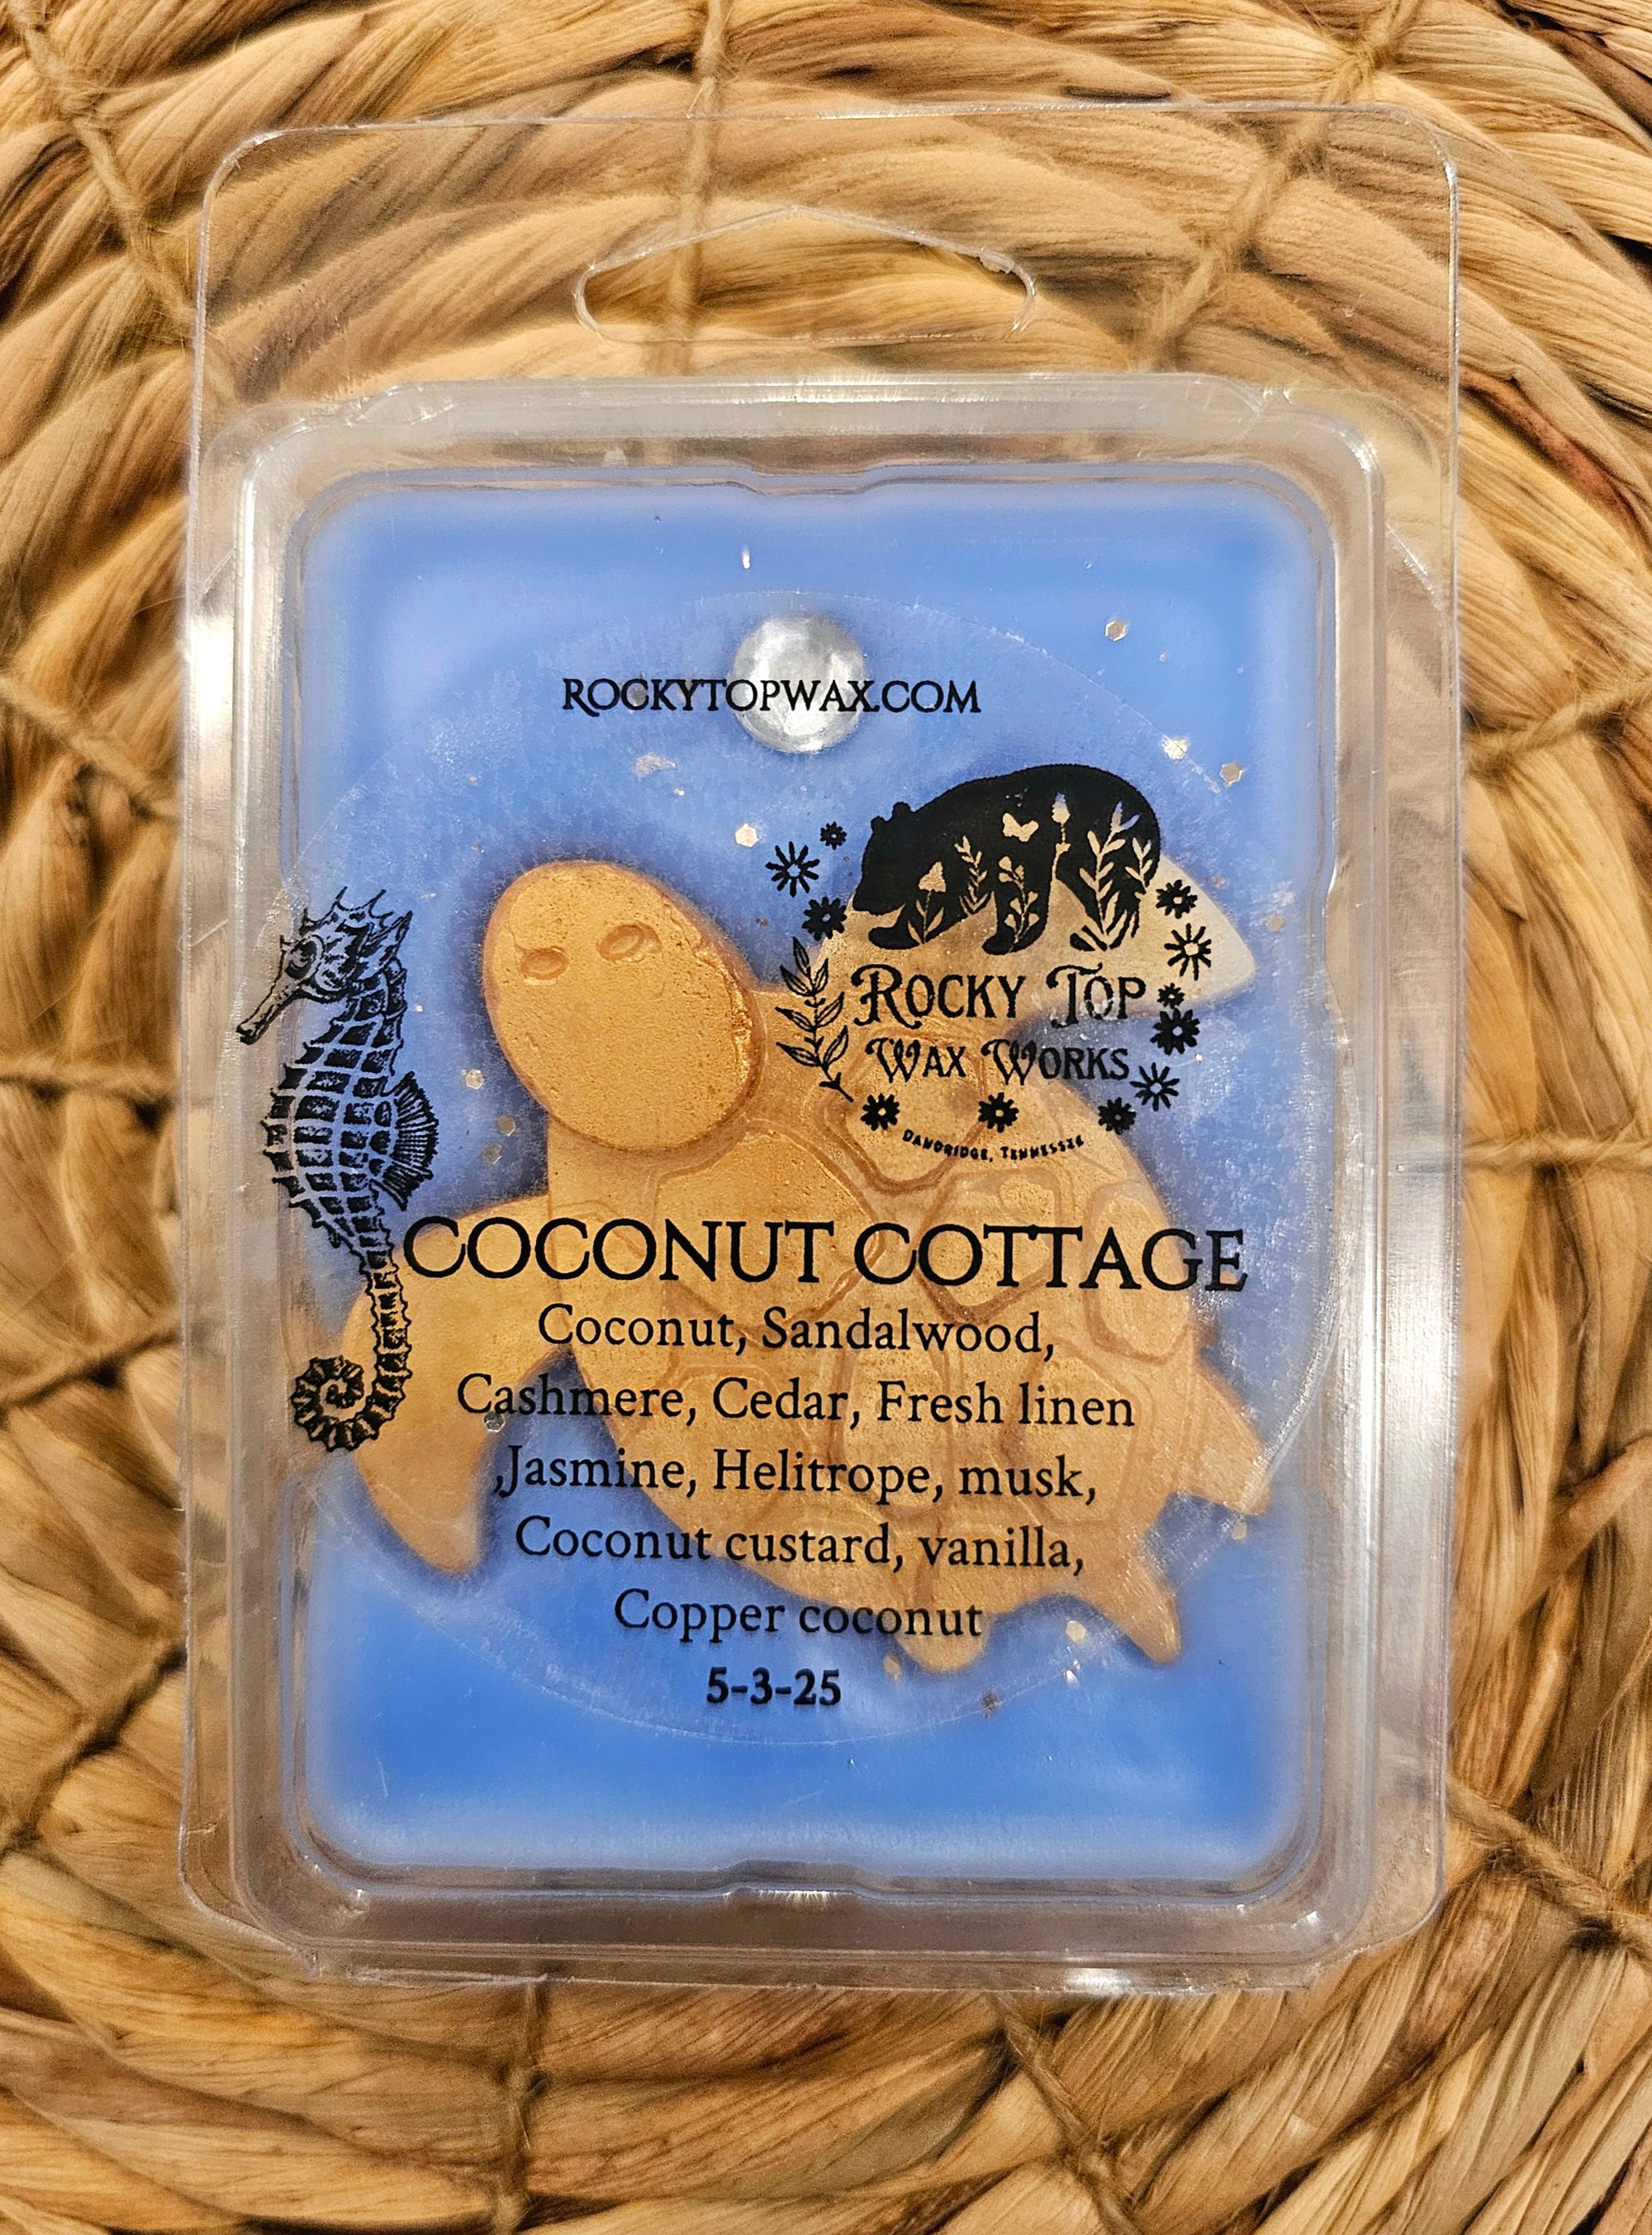 ROCKYTOPWAX.COM
ROCKY TOP
WAX WORKS
DANDRIDGE, TENNESSEE
COCONUT COTTAGE
Coconut, Sandalwood,
Cashmere, Cedar, Fresh linen
,Jasmine, Helitrope, musk,
Coconut custard, vanilla,
Copper coconut
5-3-25